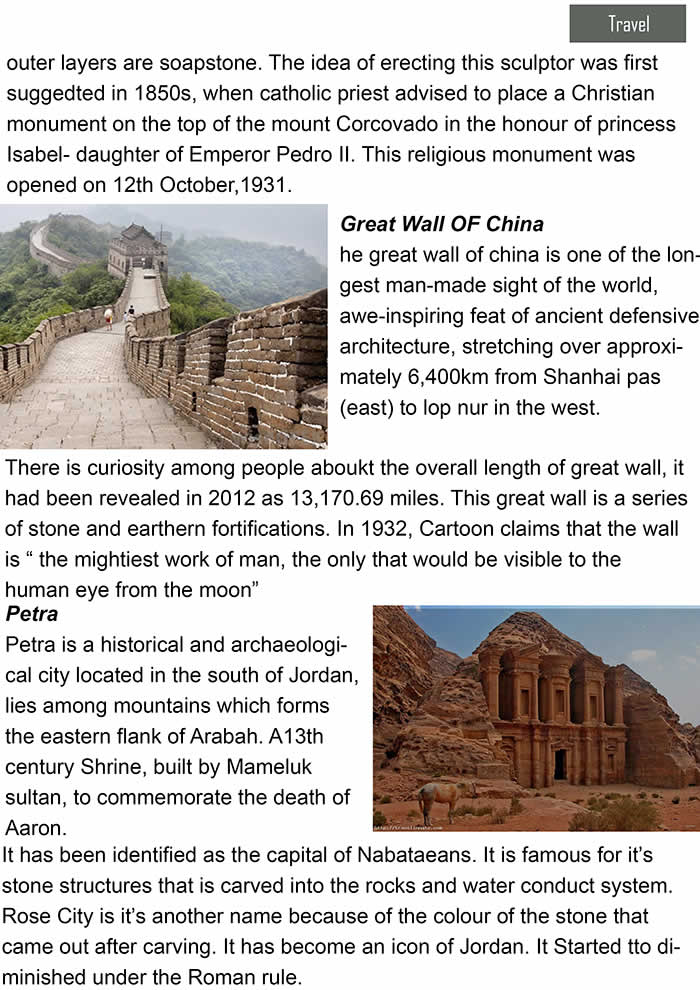 Travel
outer layers are soapstone. The idea of erecting this sculptor was first
suggedted in 1850s, when catholic priest advised to place a Christian
monument on the top of the mount Corcovado in the honour of princess
Isabel- daughter of Emperor Pedro II. This religious monument was
opened on 12th October,1931.
Great Wall OF China
he great wall of china is one of the lon-
gest man-made sight of the world,
awe-inspiring feat of ancient defensive
architecture, stretching over approxi-
mately 6,400km from Shanhai pas
(east) to lop nur in the west.
There is curiosity among people aboukt the overall length of great wall, it
had been revealed in 2012 as 13,170.69 miles. This great wall is a series
of stone and earthern fortifications. In 1932, Cartoon claims that the wall
is “ the mightiest work of man, the only that would be visible to the
human eye from the moon”
Petra
Petra is a historical and archaeologi-
cal city located in the south of Jordan,
lies among mountains which forms
the eastern flank of Arabah. A13th
century Shrine, built by Mameluk
sultan, to commemorate the death of
Aaron.
It has been identified as the capital of Nabataeans. It is famous for it’s
stone structures that is carved into the rocks and water conduct system.
Rose City is it’s another name because of the colour of the stone that
came out after carving. It has become an icon of Jordan. It Started tto di-
minished under the Roman rule.